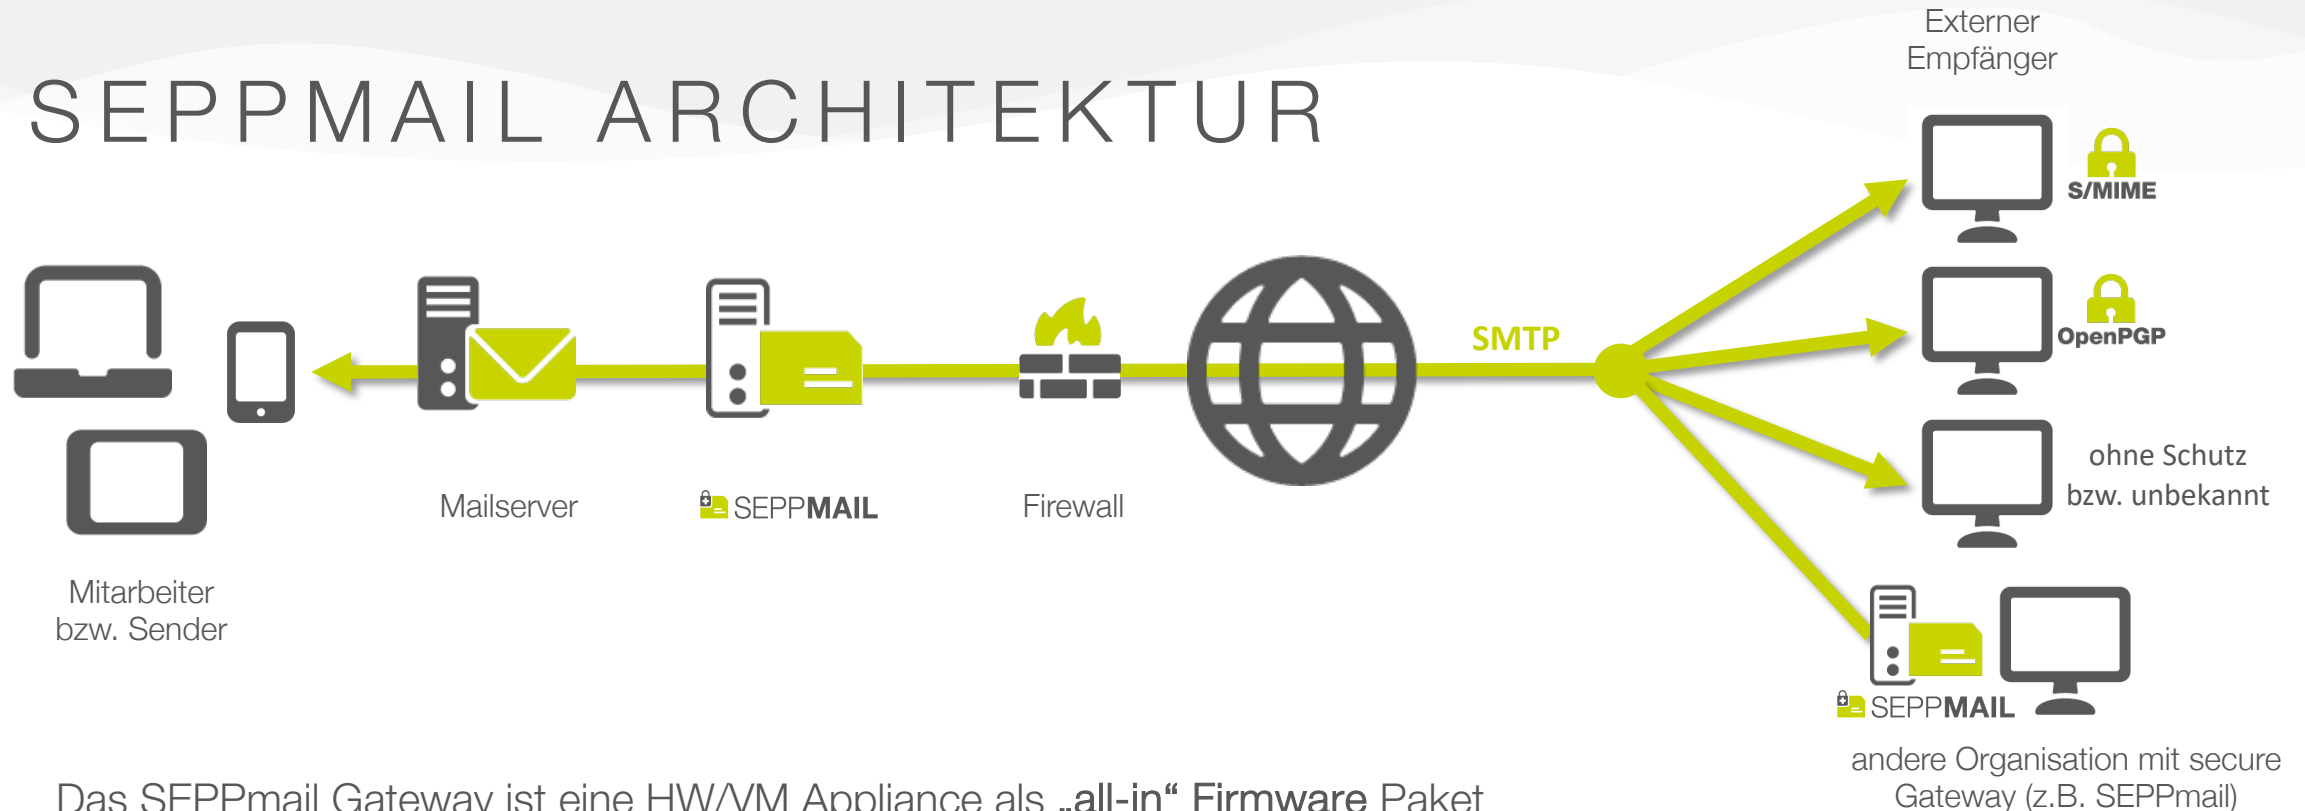 SEPPMAIL ARCHITEKTUR
Externer
Empfänger
S/MIME
OpenPGP
SMTP
ohne Schutz
bzw. unbekannt
Mailserver
SEPPMAIL
Firewall
Mitarbeiter
bzw. Sender
SEPPMAIL
andere Organisation mit secure
Gateway (z.B. SEPPmail)
Das SEPPmail Gateway ist eine HW/VM Appliance als „all-in“ Firmware Paket